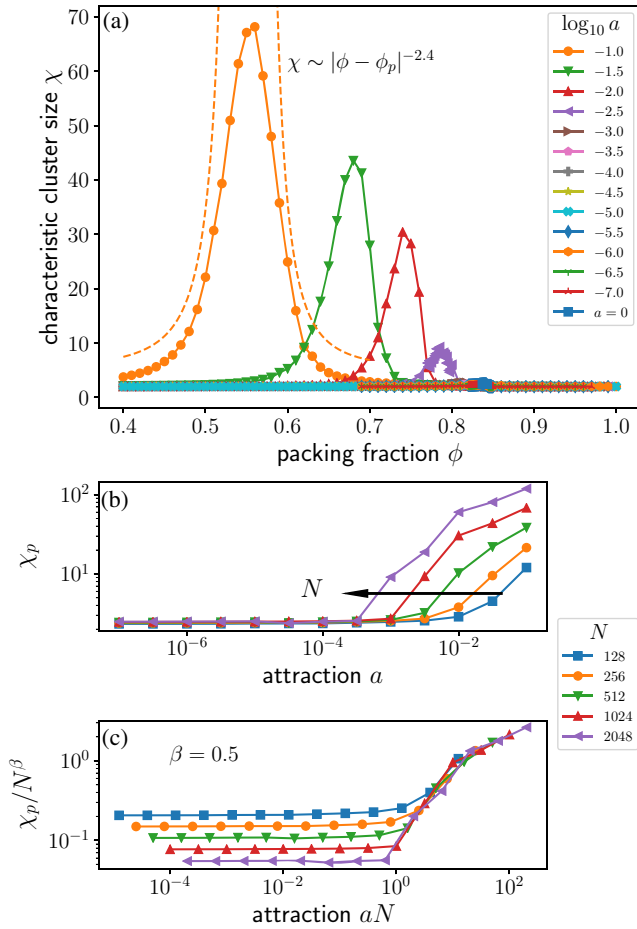 (a)
χ ∼ |ϕ − ϕ_p|^{−2.4}
characteristic cluster size χ
70
60
50
40
30
20
10
0
0.4 0.5 0.6 0.7 0.8 0.9 1.0
packing fraction ϕ
log₁₀ a
−1.0
−1.5
−2.0
−2.5
−3.0
−3.5
−4.0
−4.5
−5.0
−5.5
−6.0
−6.5
−7.0
a = 0
(b)
χ_p
10²
10¹
N
10⁻⁶ 10⁻⁴ 10⁻²
attraction a
N
128
256
512
1024
2048
(c)
β = 0.5
χ_p/N^β
10⁰
10⁻¹
10⁻⁴ 10⁻² 10⁰ 10²
attraction aN